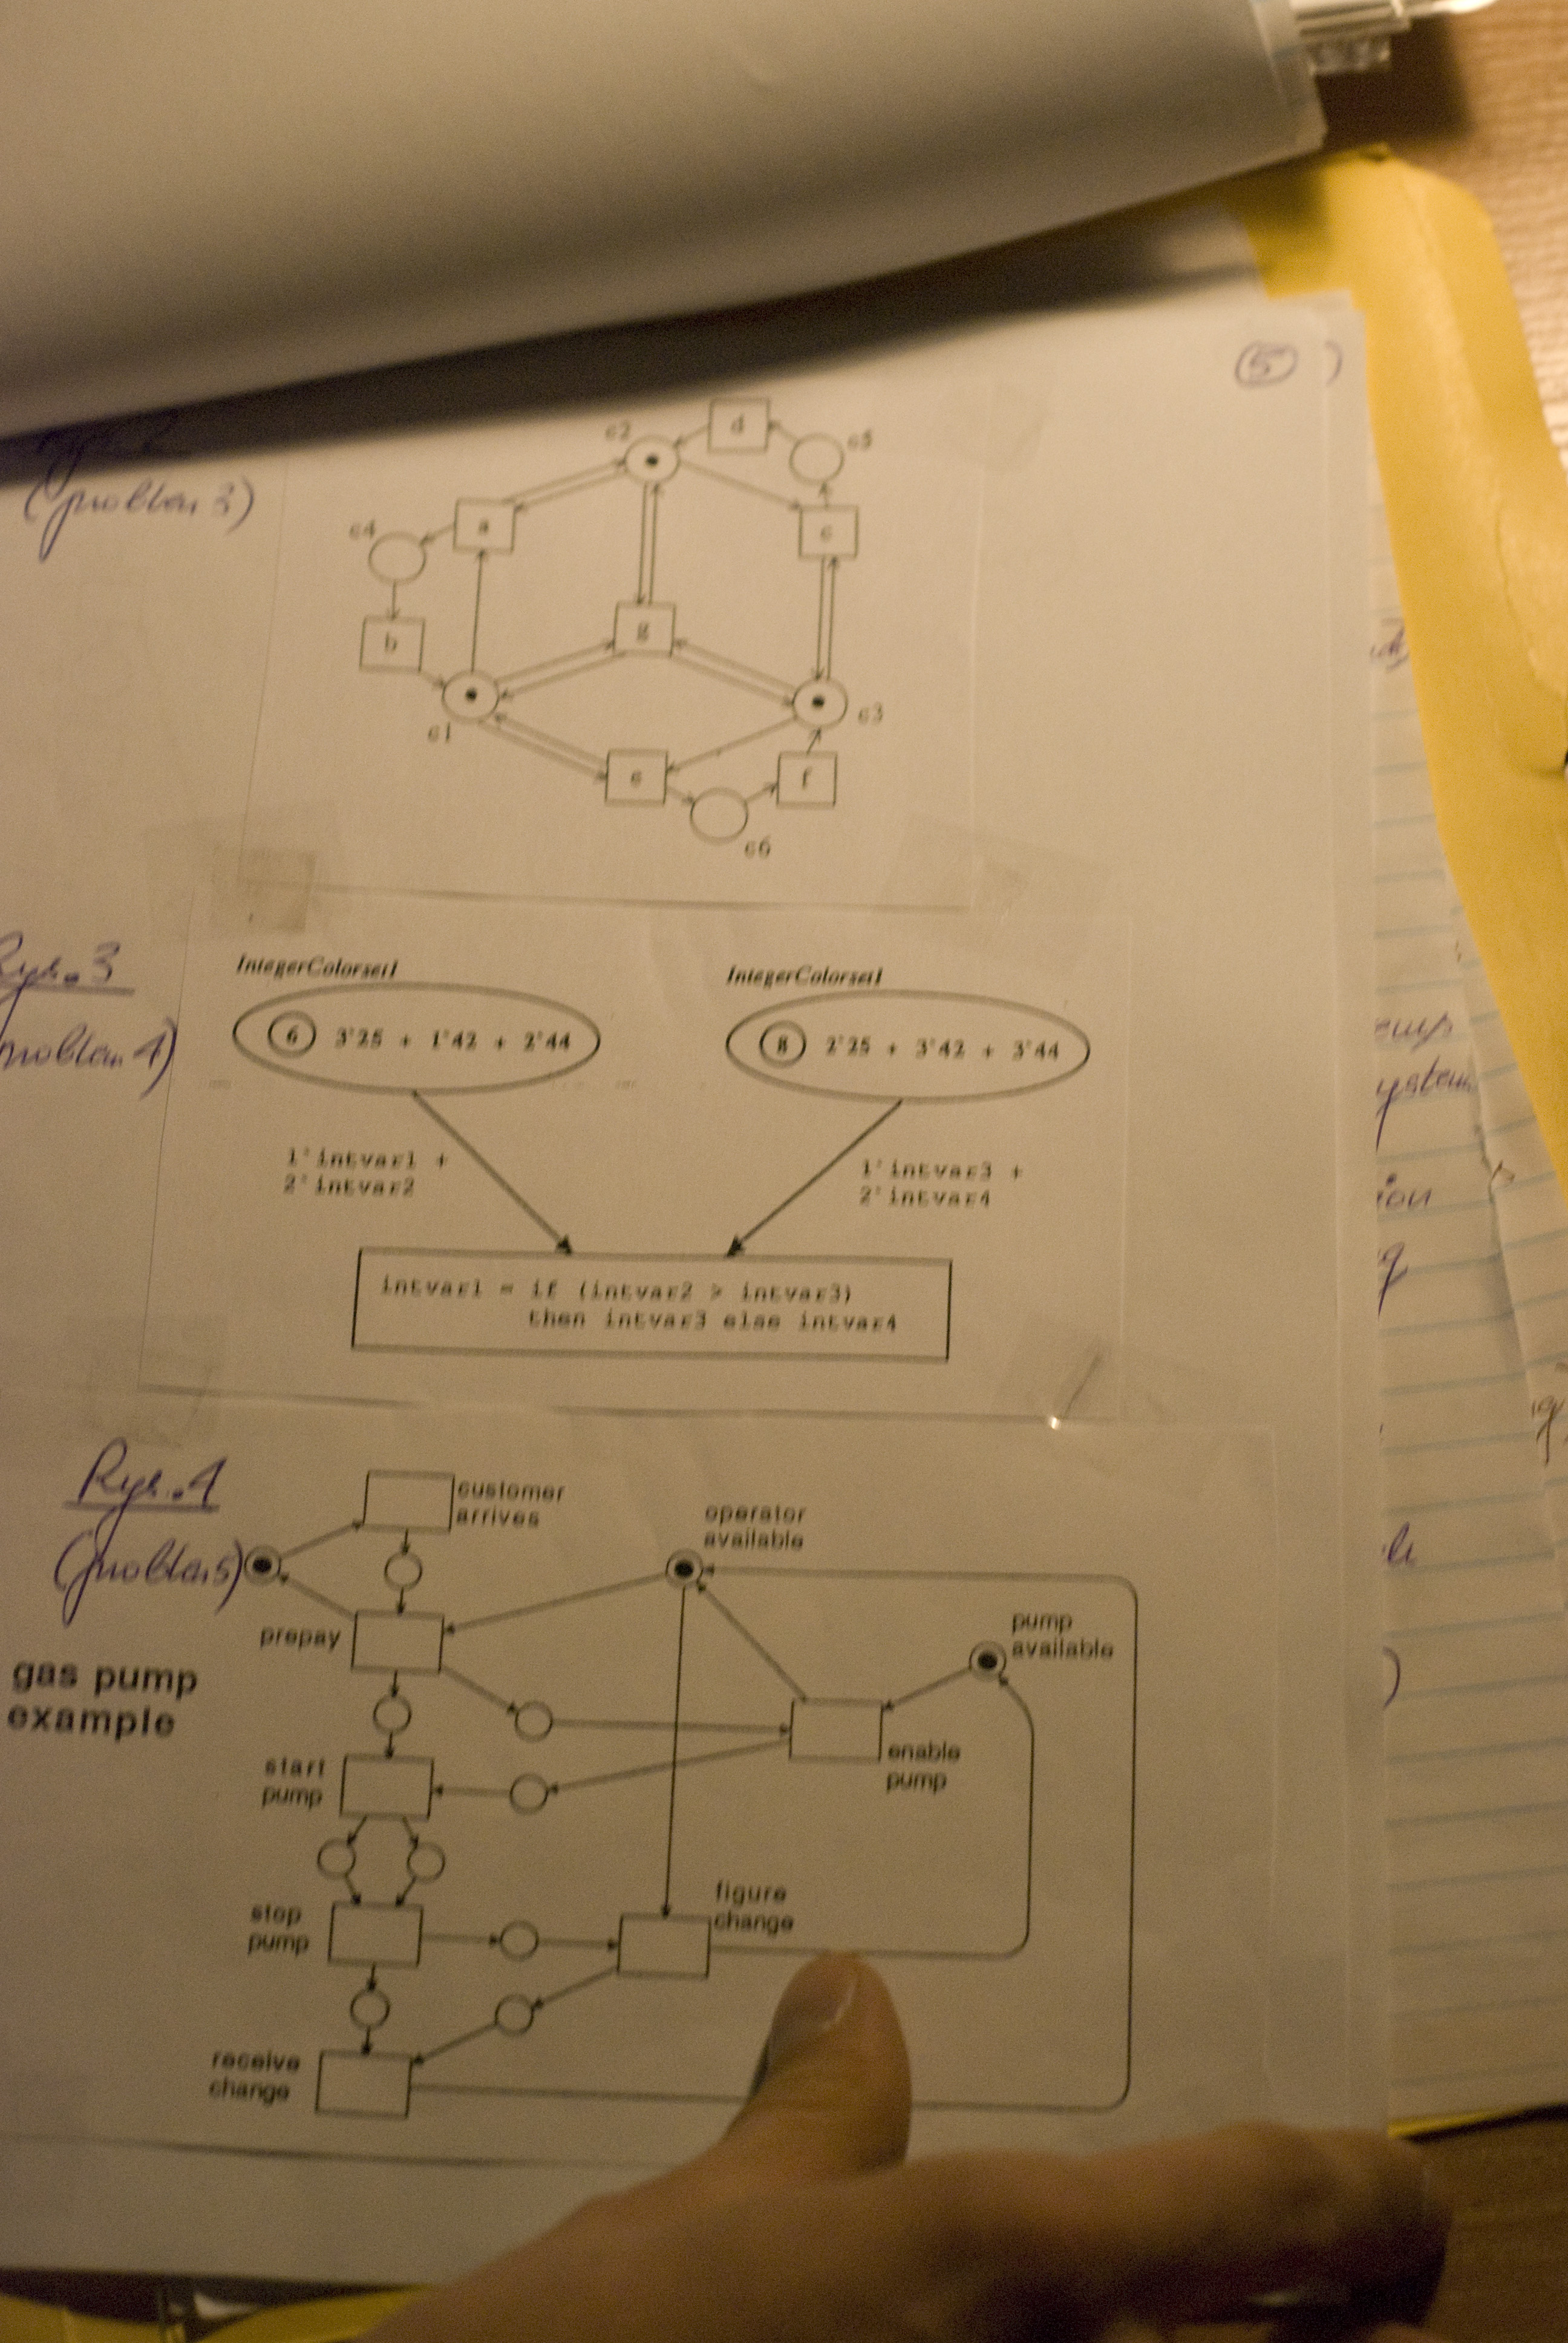 (5)
(problem 3)
c2
d
c5
c4
a
c
g
b
c1
c3
e
f
c6
Rys. 3
(problem 4)
IntegerColorset1
IntegerColorset1
6 3'25 + 1'42 + 2'44
8 2'25 + 3'42 + 3'44
1'intvar1 +
2'intvar2
1'intvar3 +
2'intvar4
intvar1 = if (intvar2 > intvar3)
then intvar3 else intvar4
Rys. 4
(problem 5)
customer
arrives
operator
available
pump
available
prepay
gas pump
example
start
pump
enable
pump
figure
change
stop
pump
receive
change